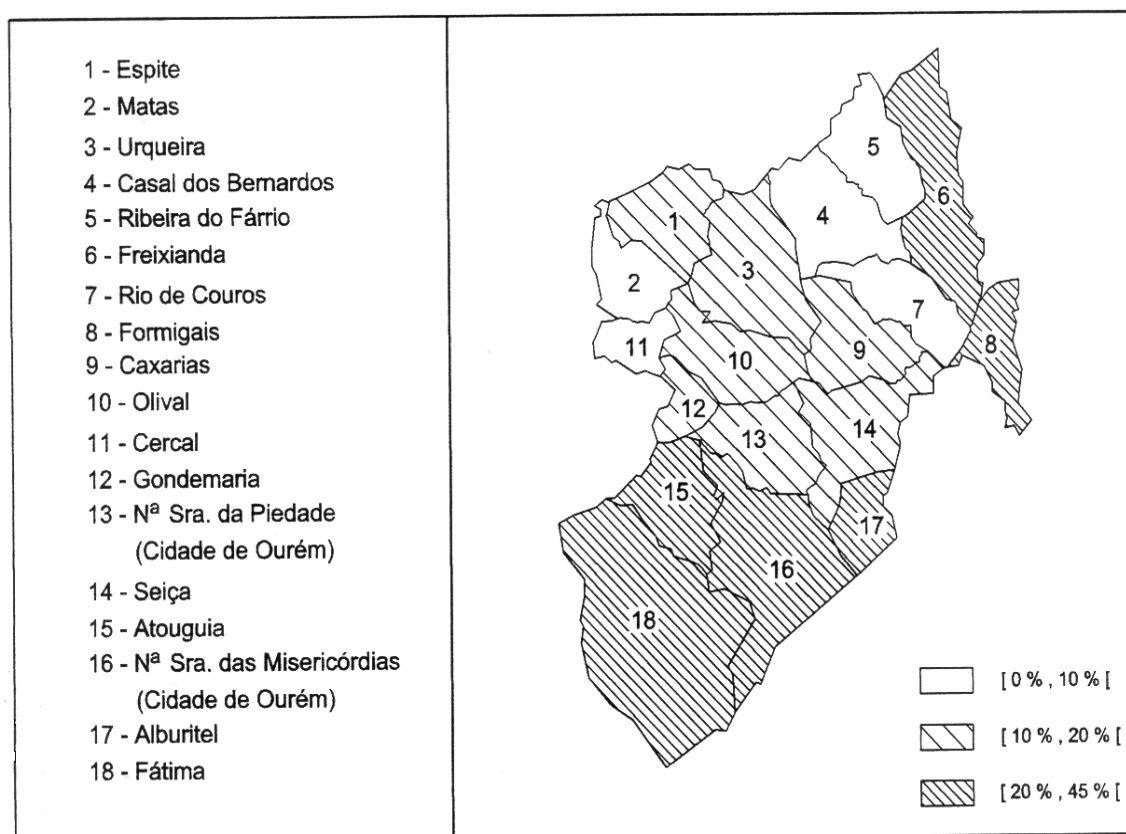 1 - Espite
2 - Matas
3 - Urqueira
4 - Casal dos Bernardos
5 - Ribeira do Fárrio
6 - Freixianda
7 - Rio de Couros
8 - Formigais
9 - Caxarias
10 - Olival
11 - Cercal
12 - Gondemaria
13 - Nª Sra. da Piedade
(Cidade de Ourém)
14 - Seiça
15 - Atouguia
16 - Nª Sra. das Misericórdias
(Cidade de Ourém)
17 - Alburitel
18 - Fátima
5
6
1
4
3
2
7
11
10
9
8
12
13
14
15
17
16
18
[ 0 % , 10 % [
[ 10 % , 20 % [
[ 20 % , 45 % [